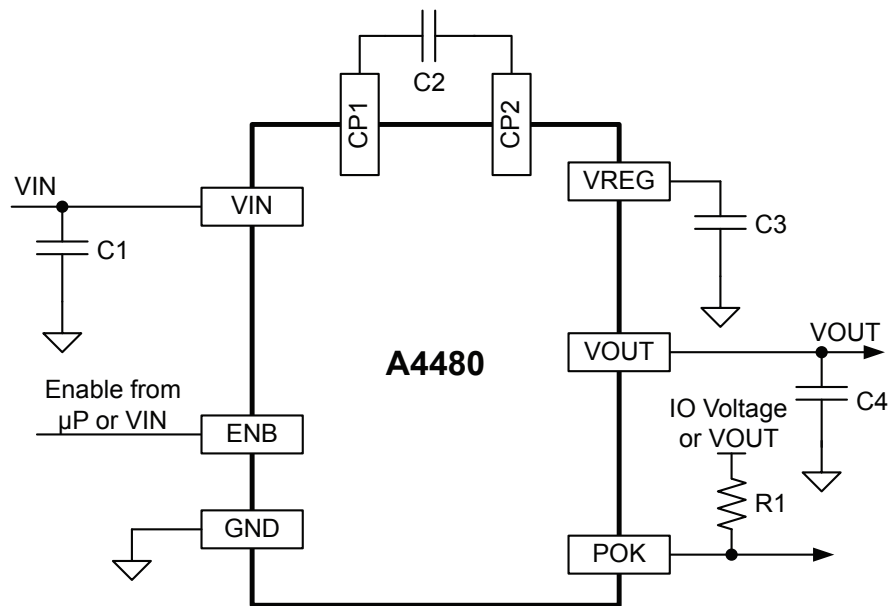 C2
CP1
CP2
VIN
VIN
C1
VREG
C3
A4480
VOUT
VOUT
C4
Enable from
µP or VIN
ENB
IO Voltage
or VOUT
R1
GND
POK